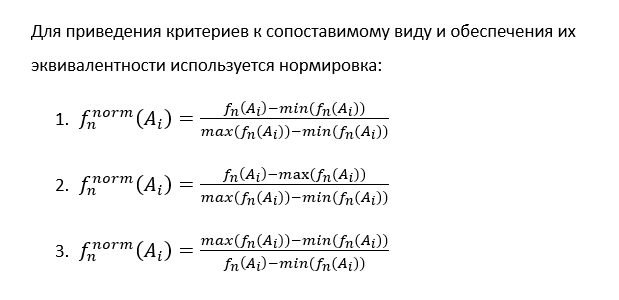 Для приведения критериев к сопоставимому виду и обеспечения их
эквивалентности используется нормировка:
1. $f_n^{norm}(A_i) = \frac{f_n(A_i)-min(f_n(A_i))}{max(f_n(A_i))-min(f_n(A_i))}$
2. $f_n^{norm}(A_i) = \frac{f_n(A_i)-\max(f_n(A_i))}{max(f_n(A_i))-min(f_n(A_i))}$
3. $f_n^{norm}(A_i) = \frac{max(f_n(A_i))-min(f_n(A_i))}{f_n(A_i)-min(f_n(A_i))}$